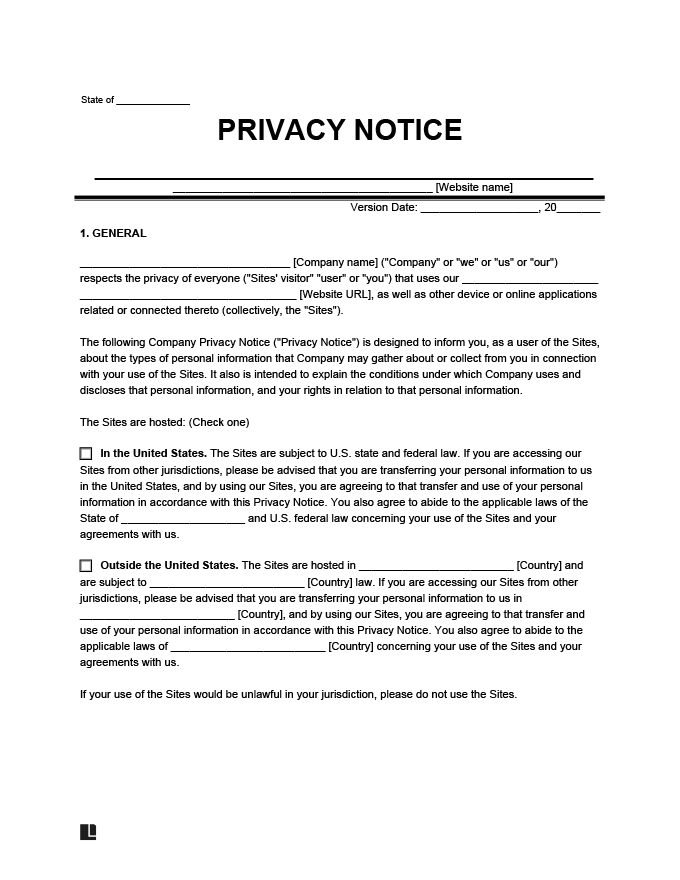 State of ______________
PRIVACY NOTICE
__________________________________________ [Website name]
Version Date: ___________________, 20_______
1. GENERAL
__________________________________ [Company name] ("Company" or "we" or "us" or "our")
respects the privacy of everyone ("Sites' visitor" "user" or "you") that uses our ______________________
___________________________________ [Website URL], as well as other device or online applications
related or connected thereto (collectively, the "Sites").
The following Company Privacy Notice ("Privacy Notice") is designed to inform you, as a user of the Sites,
about the types of personal information that Company may gather about or collect from you in connection
with your use of the Sites. It also is intended to explain the conditions under which Company uses and
discloses that personal information, and your rights in relation to that personal information.
The Sites are hosted: (Check one)
☐ In the United States. The Sites are subject to U.S. state and federal law. If you are accessing our
Sites from other jurisdictions, please be advised that you are transferring your personal information to us
in the United States, and by using our Sites, you are agreeing to that transfer and use of your personal
information in accordance with this Privacy Notice. You also agree to abide to the applicable laws of the
State of ____________________ and U.S. federal law concerning your use of the Sites and your
agreements with us.
☐ Outside the United States. The Sites are hosted in _________________________ [Country] and
are subject to _________________________ [Country] law. If you are accessing our Sites from other
jurisdictions, please be advised that you are transferring your personal information to us in
_________________________ [Country], and by using our Sites, you are agreeing to that transfer and
use of your personal information in accordance with this Privacy Notice. You also agree to abide to the
applicable laws of _________________________ [Country] concerning your use of the Sites and your
agreements with us.
If your use of the Sites would be unlawful in your jurisdiction, please do not use the Sites.